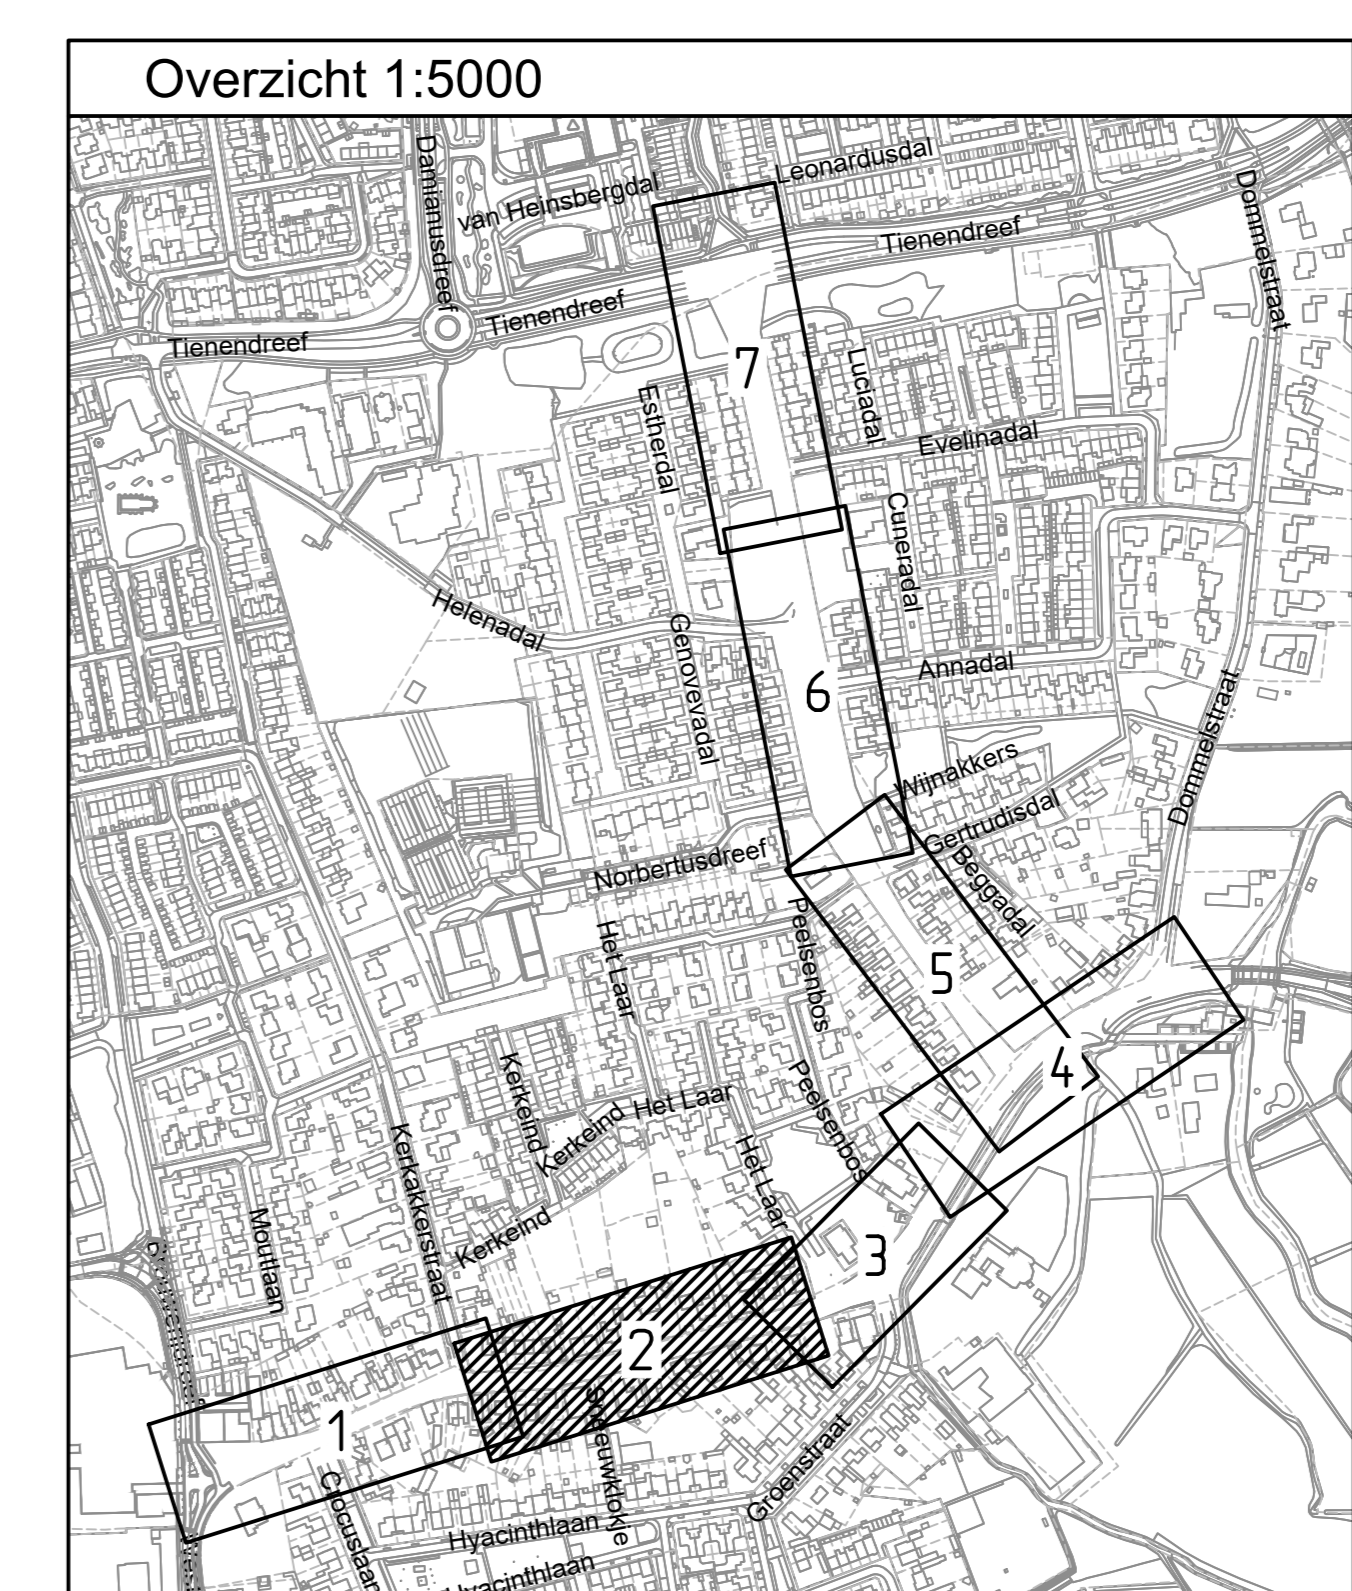 Overzicht 1:5000
Leonardusdal
Damianusdreef
van Heinsbergdal
Dommelstraat
Tienendreef
Tienendreef
Tienendreef
7
Luciadal
Estherdal
Evelinadal
Cuneradal
Helenadal
Genovevadal
Annadal
6
Dommelstraat
Wijnakkers
Gertrudisdal
Norbertusdreef
Beggadal
Peelsenbos
Het Laar
5
4
Kerkeind
Peelsenbos
Het Laar
Kerkeind
Kerkakkerstraat
Het Laar
Moutlaan
Kerkeind
3
2
1
Sneeuwklokje
Groenstraat
Crocuslaan
Hyacinthlaan
Hyacinthlaan